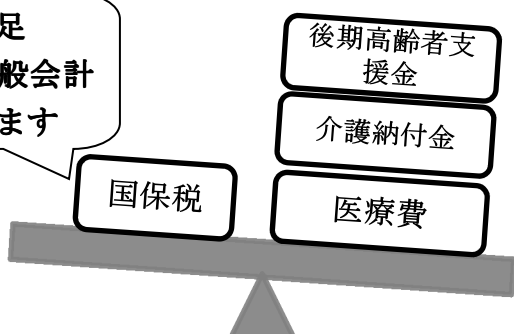 足
般会計
ます
後期高齢者支
援金
介護納付金
国保税
医療費